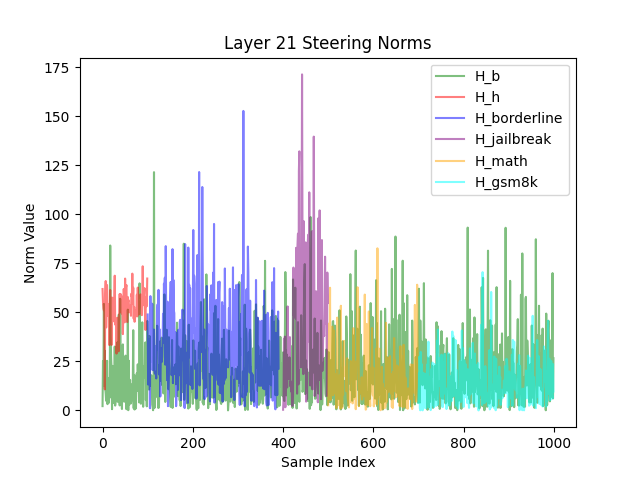 Layer 21 Steering Norms
Norm Value
175
150
125
100
75
50
25
0
H_b
H_h
H_borderline
H_jailbreak
H_math
H_gsm8k
0
200
400
600
800
1000
Sample Index